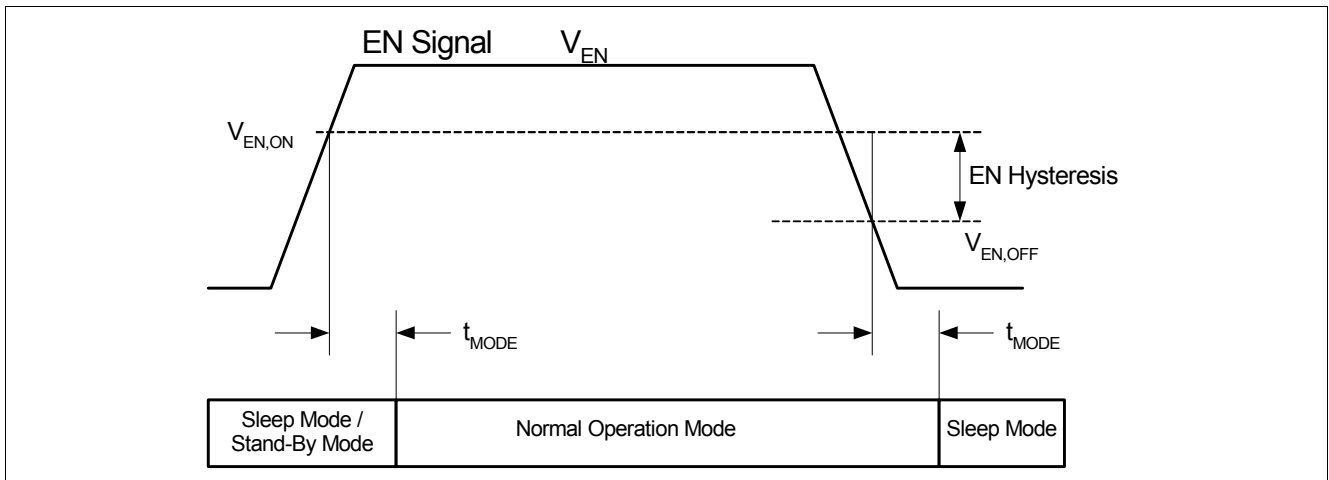 EN Signal V_EN
V_EN,ON
EN Hysteresis
V_EN,OFF
t_MODE
t_MODE
Sleep Mode /
Stand-By Mode
Normal Operation Mode
Sleep Mode